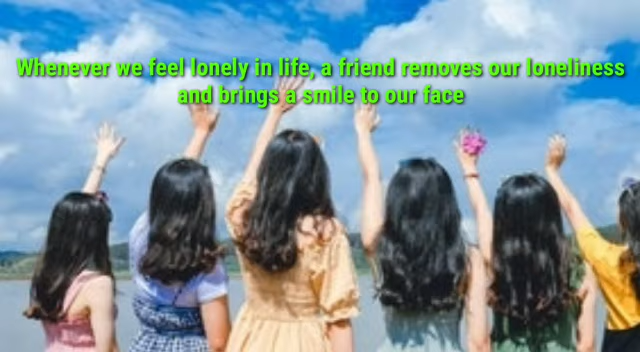 Whenever we feel lonely in life, a friend removes our loneliness
and brings a smile to our face